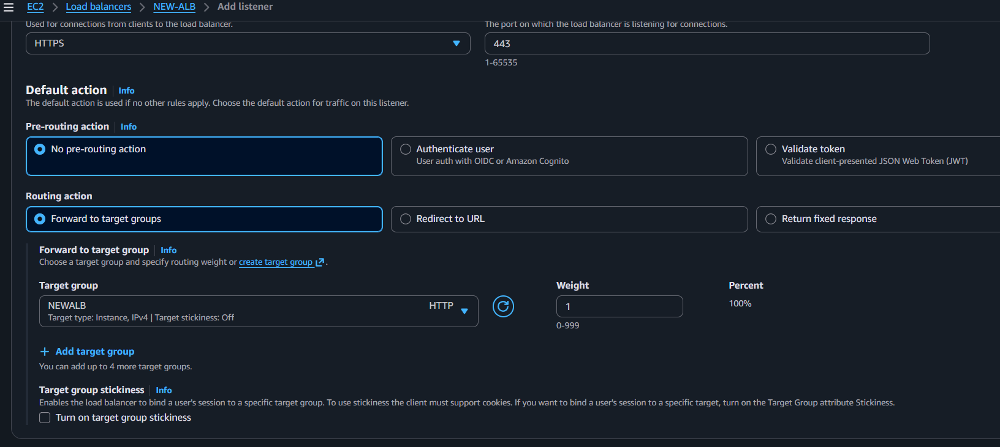 EC2 > Load balancers > NEW-ALB > Add listener
Used for connections from clients to the load balancer.
The port on which the load balancer is listening for connections.
HTTPS
443
1-65535
Default action Info
The default action is used if no other rules apply. Choose the default action for traffic on this listener.
Pre-routing action Info
No pre-routing action
Authenticate user
User auth with OIDC or Amazon Cognito
Validate token
Validate client-presented JSON Web Token (JWT)
Routing action
Forward to target groups
Redirect to URL
Return fixed response
Forward to target group Info
Choose a target group and specify routing weight or create target group .
Target group
Weight
Percent
NEWALB
HTTP
Target type: Instance, IPv4 | Target stickiness: Off
1
100%
0-999
+ Add target group
You can add up to 4 more target groups.
Target group stickiness Info
Enables the load balancer to bind a user's session to a specific target group. To use stickiness the client must support cookies. If you want to bind a user's session to a specific target, turn on the Target Group attribute Stickiness.
Turn on target group stickiness